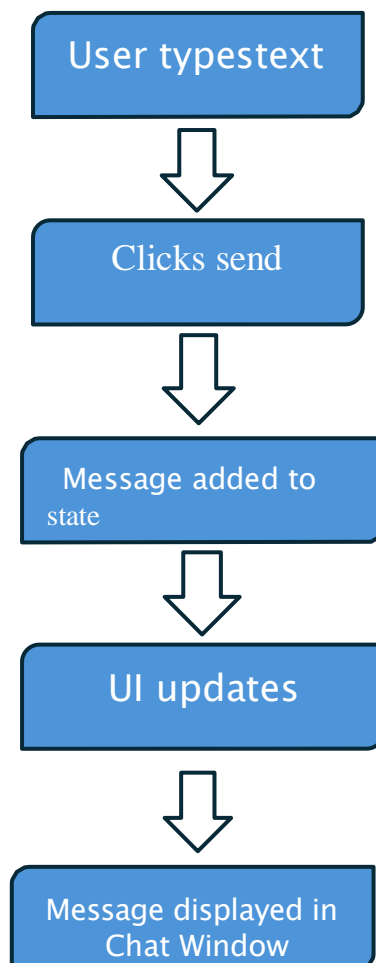 User typestext
Clicks send
Message added to
state
UI updates
Message displayed in
Chat Window